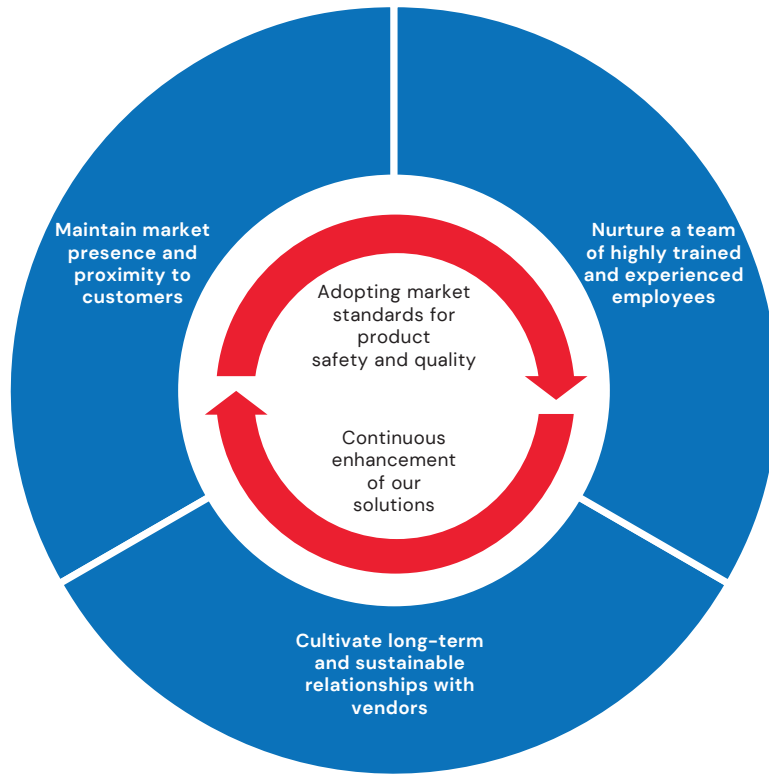 Maintain market
presence and
proximity to
customers
Nurture a team
of highly trained
and experienced
employees
Adopting market
standards for
product
safety and quality
Continuous
enhancement
of our
solutions
Cultivate long-term
and sustainable
relationships with
vendors